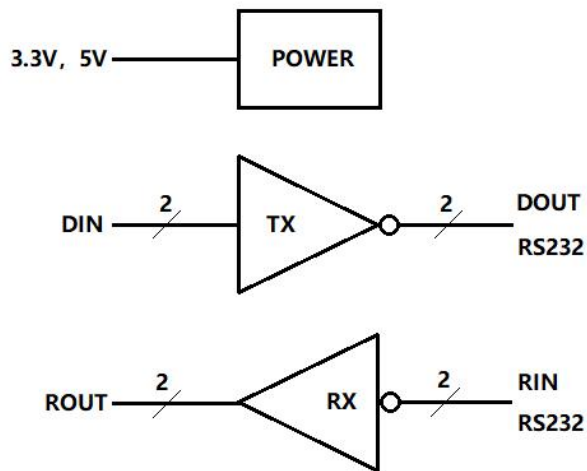 3.3V, 5V POWER
DIN 2 TX 2 DOUT
RS232
ROUT 2 RX 2 RIN
RS232